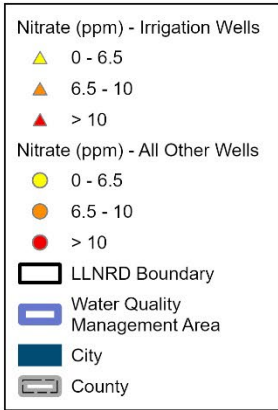 Nitrate (ppm) - Irrigation Wells
0 - 6.5
6.5 - 10
> 10
Nitrate (ppm) - All Other Wells
0 - 6.5
6.5 - 10
> 10
LLNRD Boundary
Water Quality
Management Area
City
County